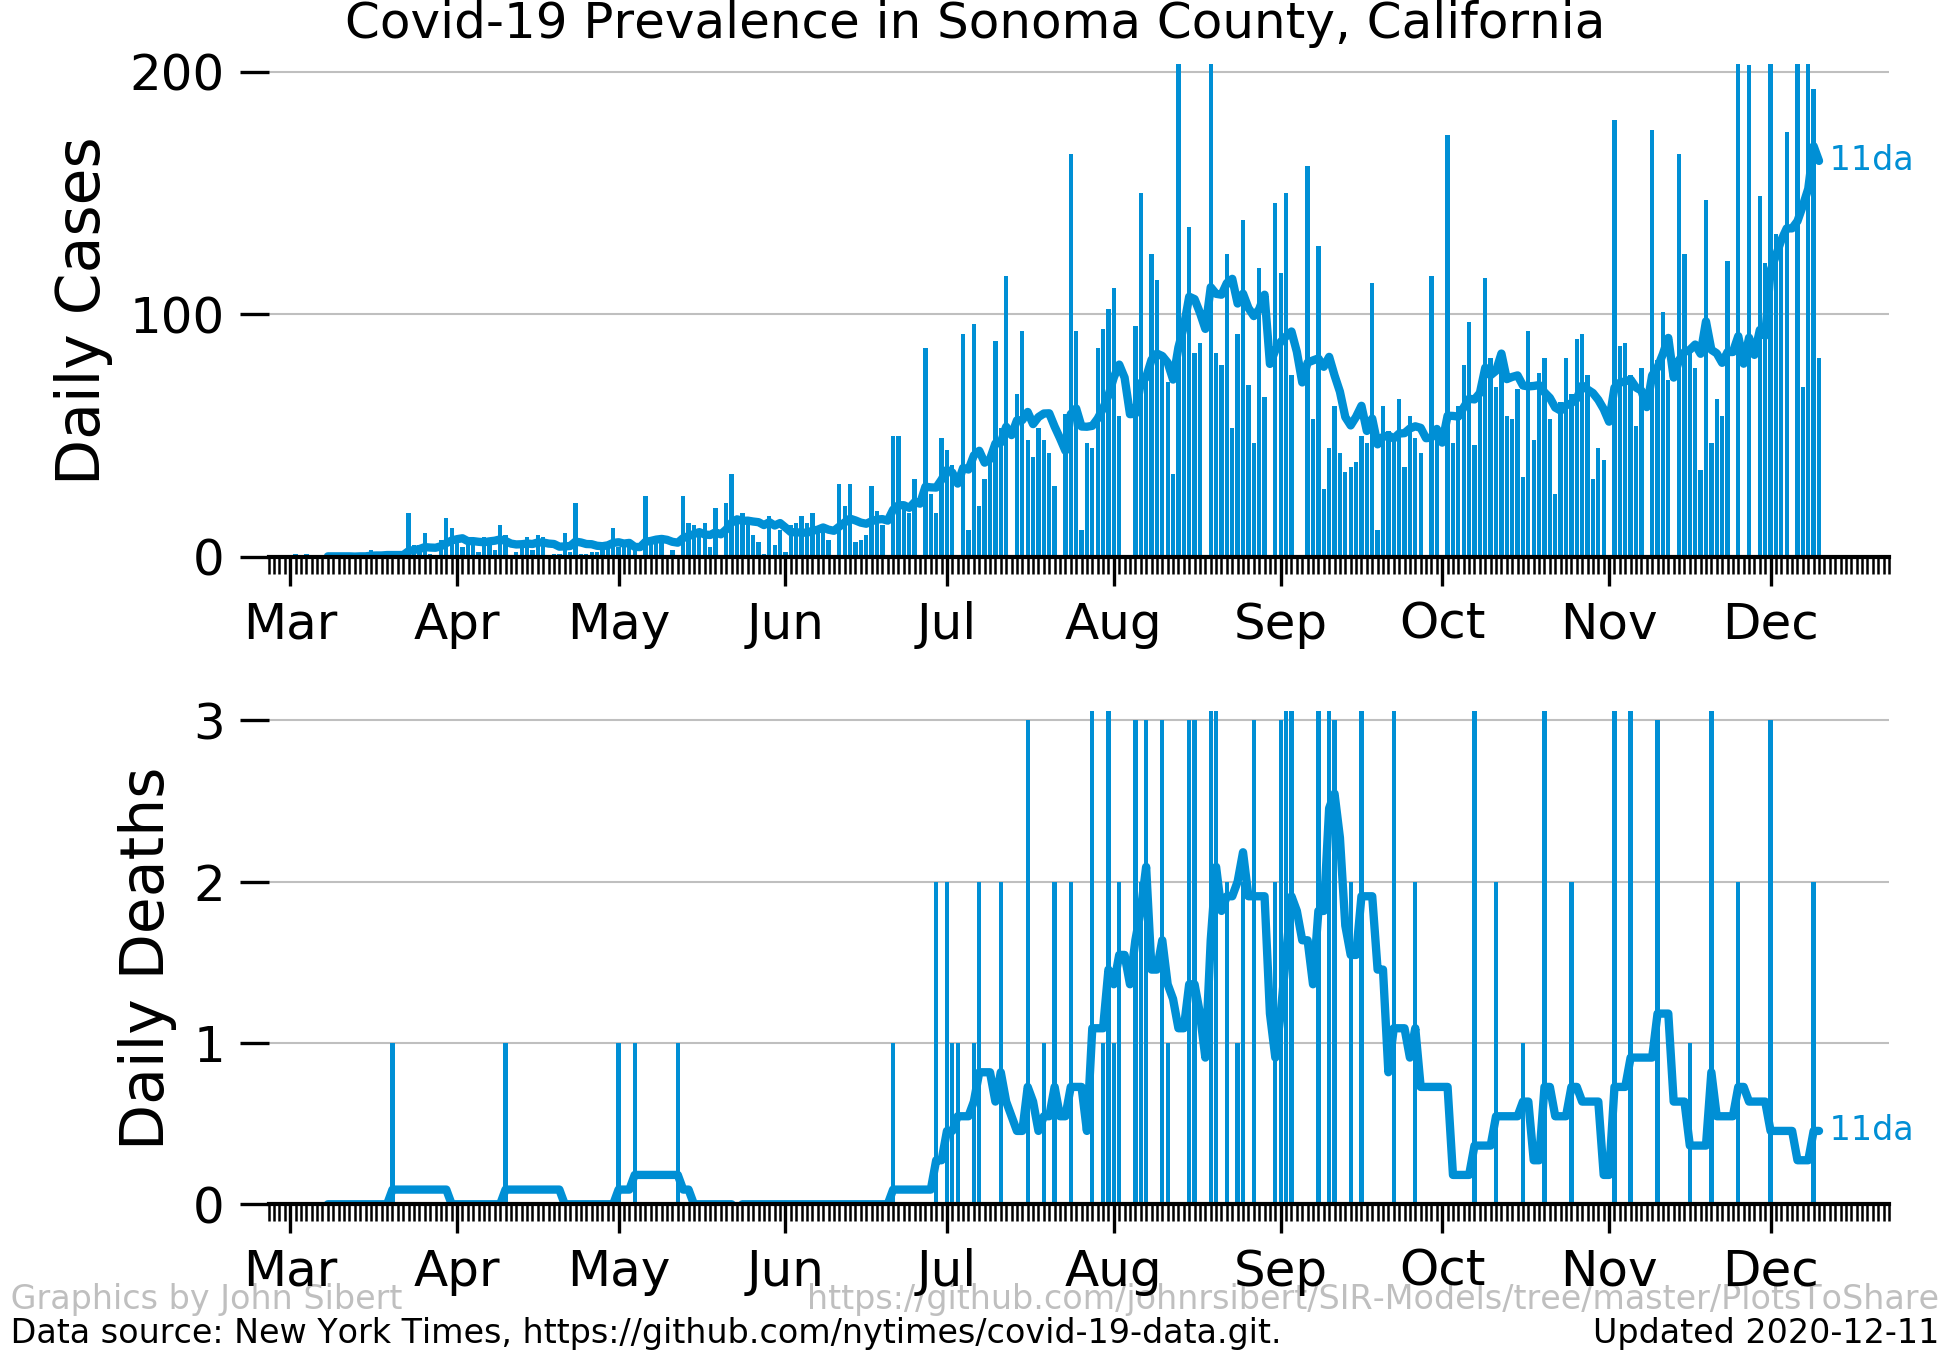 Covid-19 Prevalence in Sonoma County, California
200
100
0
Daily Cases
11da
Mar Apr May Jun Jul Aug Sep Oct Nov Dec
3
2
1
0
Daily Deaths
11da
Mar Apr May Jun Jul Aug Sep Oct Nov Dec
Graphics by John Sibert https://github.com/johnrsibert/SIR-Models/tree/master/PlotsToShare
Data source: New York Times, https://github.com/nytimes/covid-19-data.git. Updated 2020-12-11